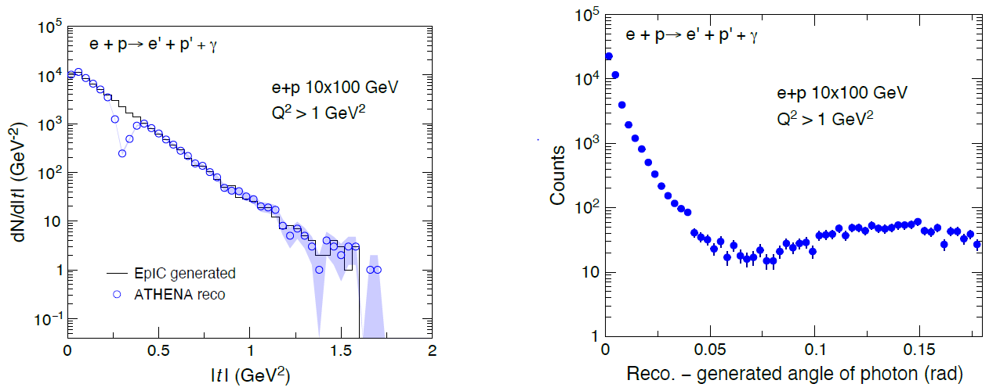 e + p → e' + p' + γ
e+p 10x100 GeV
Q² > 1 GeV²
dN/d|t| (GeV⁻²)
10⁵
10⁴
10³
10²
10
1
10⁻¹
EpIC generated
ATHENA reco
0
0.5
1
1.5
2
|t| (GeV²)
e + p → e' + p' + γ
e+p 10x100 GeV
Q² > 1 GeV²
Counts
10⁵
10⁴
10³
10²
10
1
0
0.05
0.1
0.15
Reco. − generated angle of photon (rad)